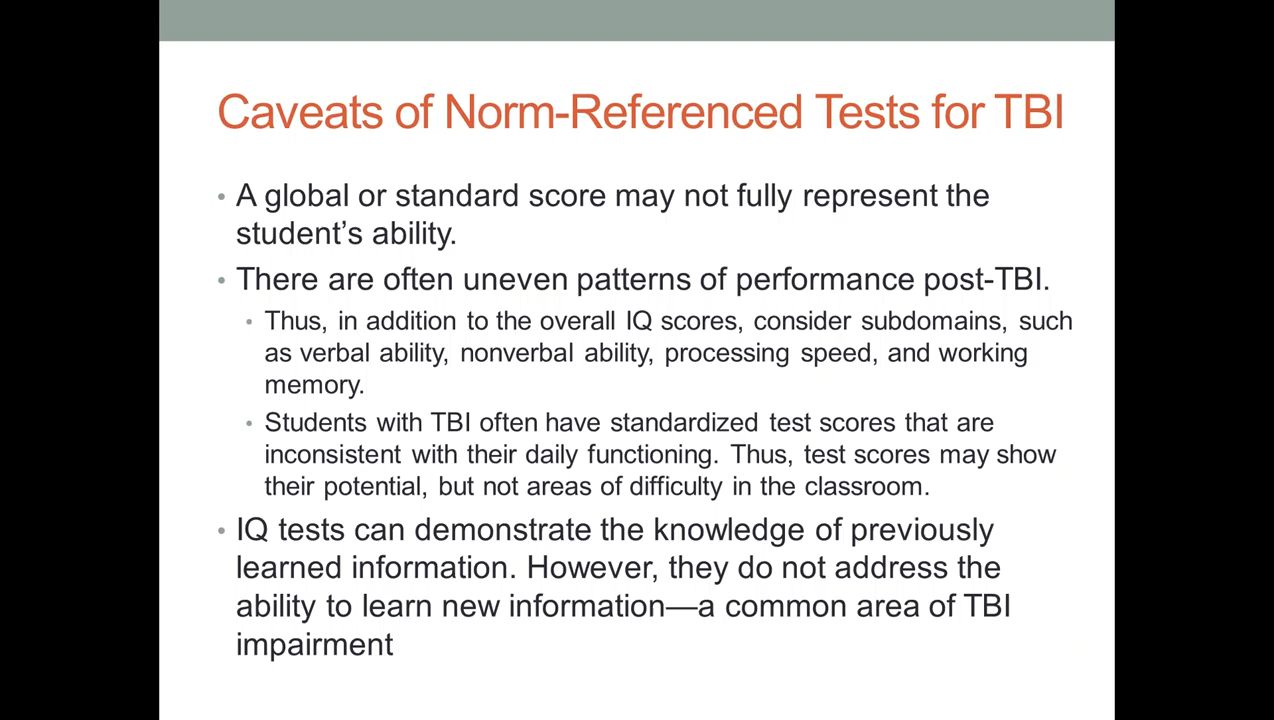 Caveats of Norm-Referenced Tests for TBI
• A global or standard score may not fully represent the
student’s ability.
• There are often uneven patterns of performance post-TBI.
• Thus, in addition to the overall IQ scores, consider subdomains, such
as verbal ability, nonverbal ability, processing speed, and working
memory.
• Students with TBI often have standardized test scores that are
inconsistent with their daily functioning. Thus, test scores may show
their potential, but not areas of difficulty in the classroom.
• IQ tests can demonstrate the knowledge of previously
learned information. However, they do not address the
ability to learn new information—a common area of TBI
impairment